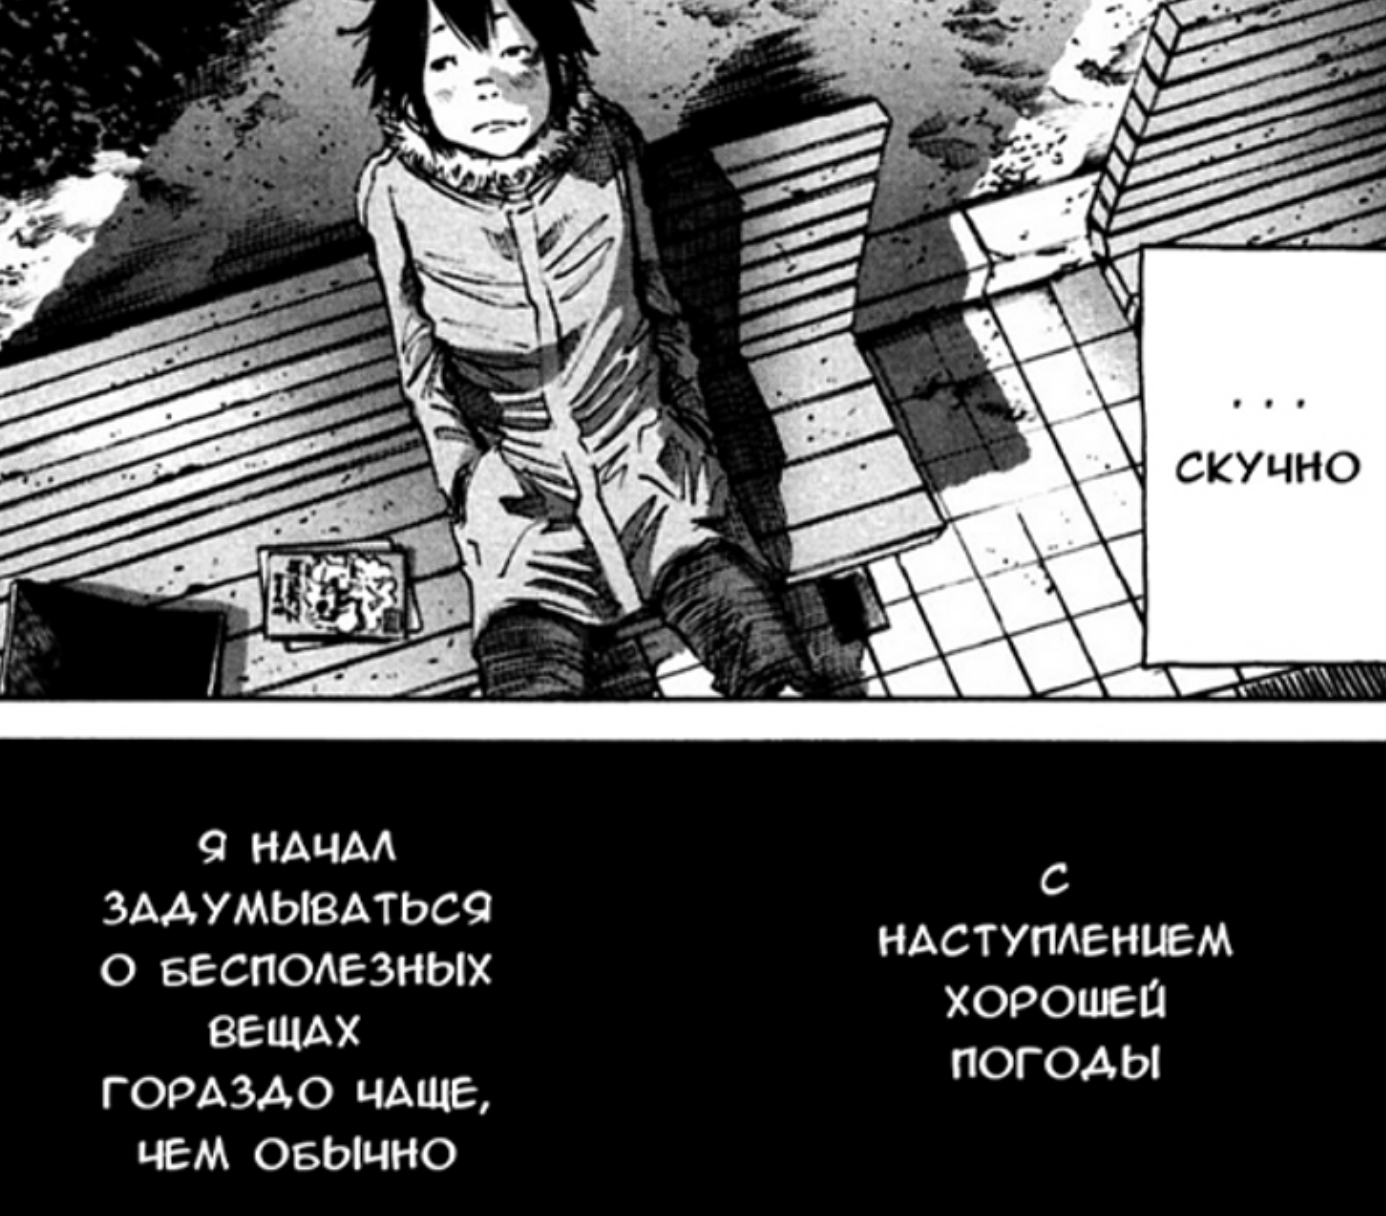 ...
СКУЧНО
С
НАСТУПЛЕНИЕМ
ХОРОШЕЙ
ПОГОДЫ
Я НАЧАЛ
ЗАДУМЫВАТЬСЯ
О БЕСПОЛЕЗНЫХ
ВЕЩАХ
ГОРАЗДО ЧАЩЕ,
ЧЕМ ОБЫЧНО